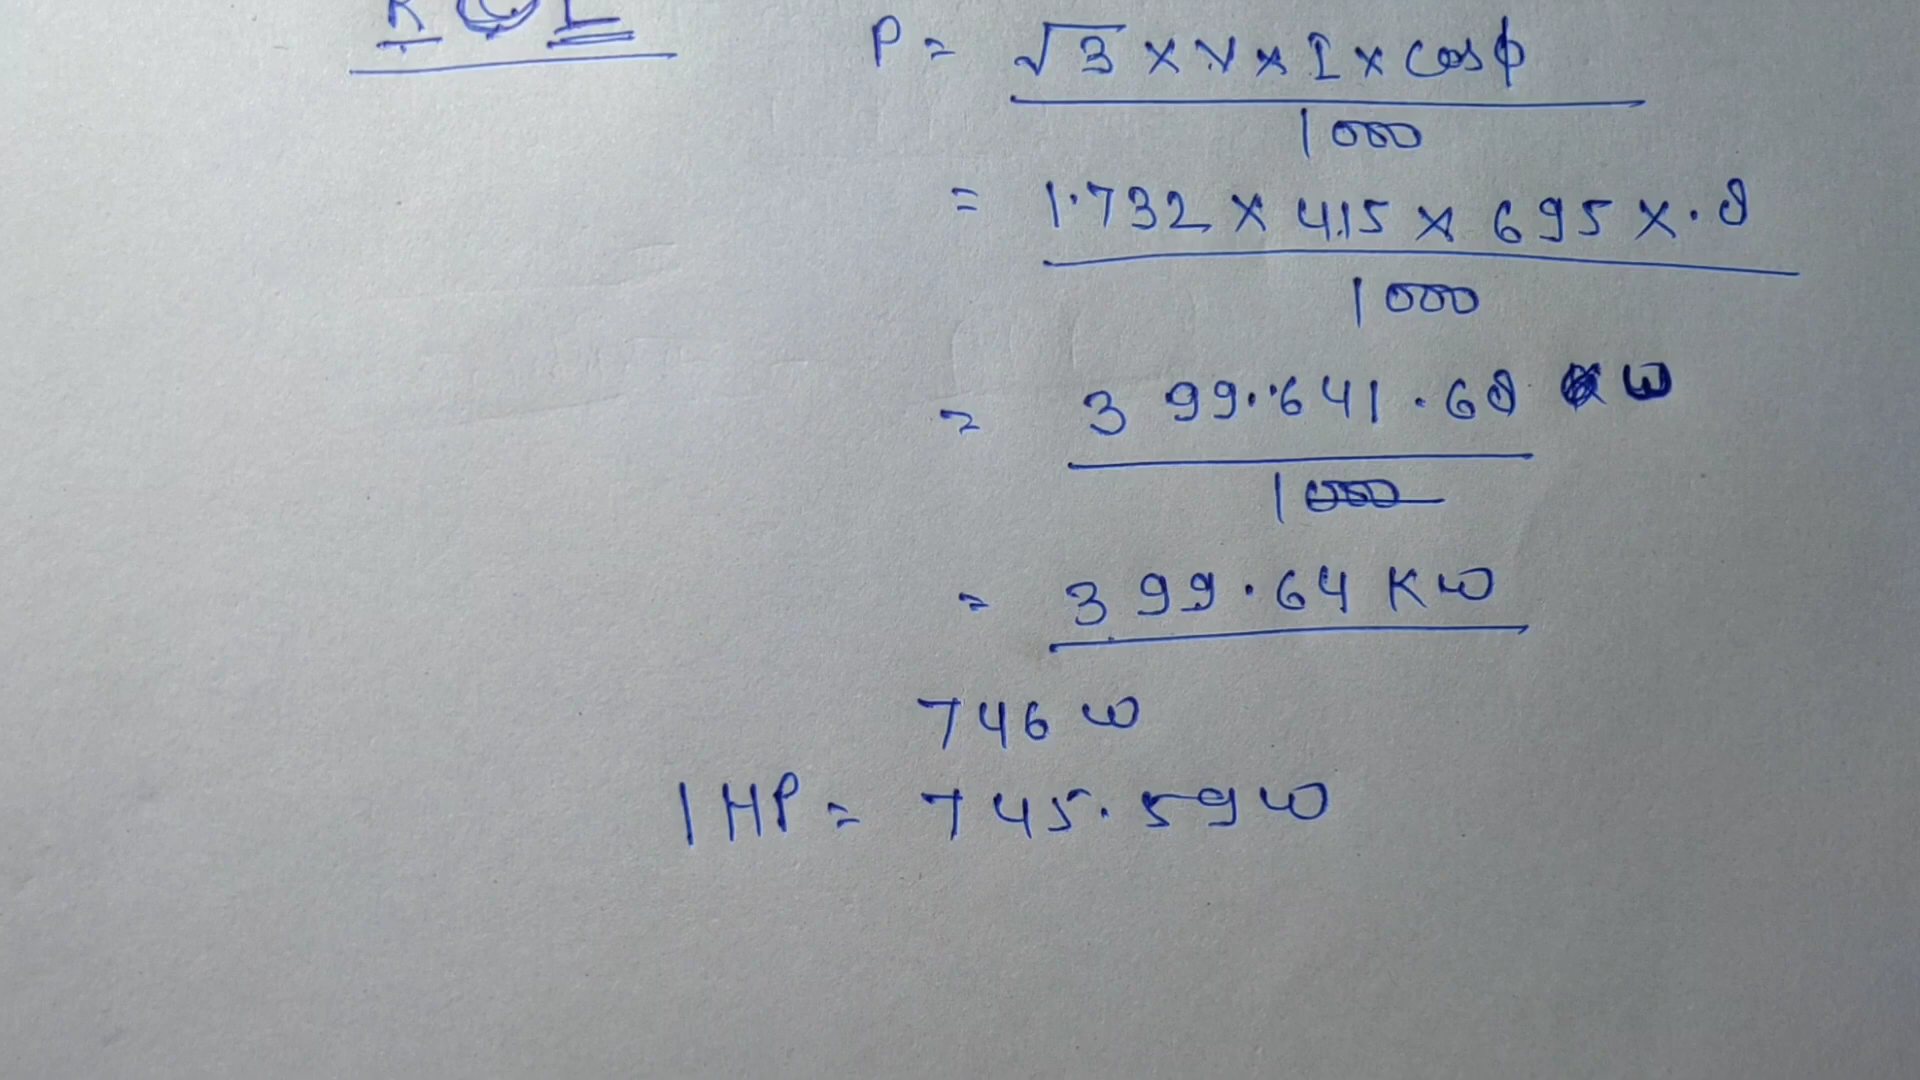 P = √3 × V × I × cosϕ
1000
= 1.732 × 415 × 695 × .8
1000
= 399.641.68 W
1000
= 399.64 KW
746 W
1 HP = 745.59 W